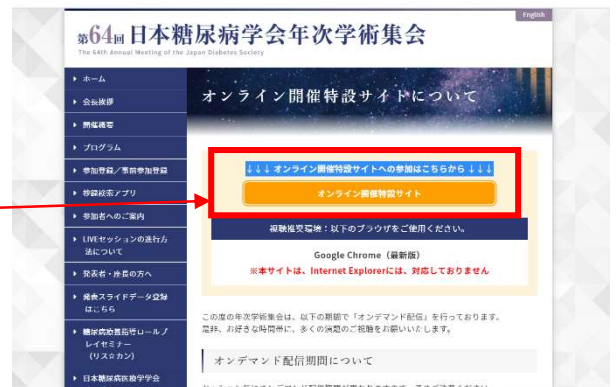 English
第64回 日本糖尿病学会年次学術集会
The 64th Annual Meeting of the Japan Diabetes Society
ホーム
会長挨拶
開催概要
プログラム
参加登録/事前参加登録
抄録検索アプリ
参加者へのご案内
LIVEセッションの進行方
法について
発表者・座長の方へ
発表スライドデータ登録
はこちら
糖尿病療養指導ロールプ
レイセミナー
(リス☆カン)
日本糖尿病医療学学会
オンライン開催特設サイトについて
↓↓↓ オンライン開催特設サイトへの参加はこちらから ↓↓↓
オンライン開催特設サイト
視聴推奨環境:以下のブラウザをご使用ください。
Google Chrome(最新版)
※本サイトは、Internet Explorerには、対応しておりません
この度の年次学術集会は、以下の期間で「オンデマンド配信」を行っております。
是非、お好きな時間帯に、多くの演題のご視聴をお願いいたします。
オンデマンド配信期間について